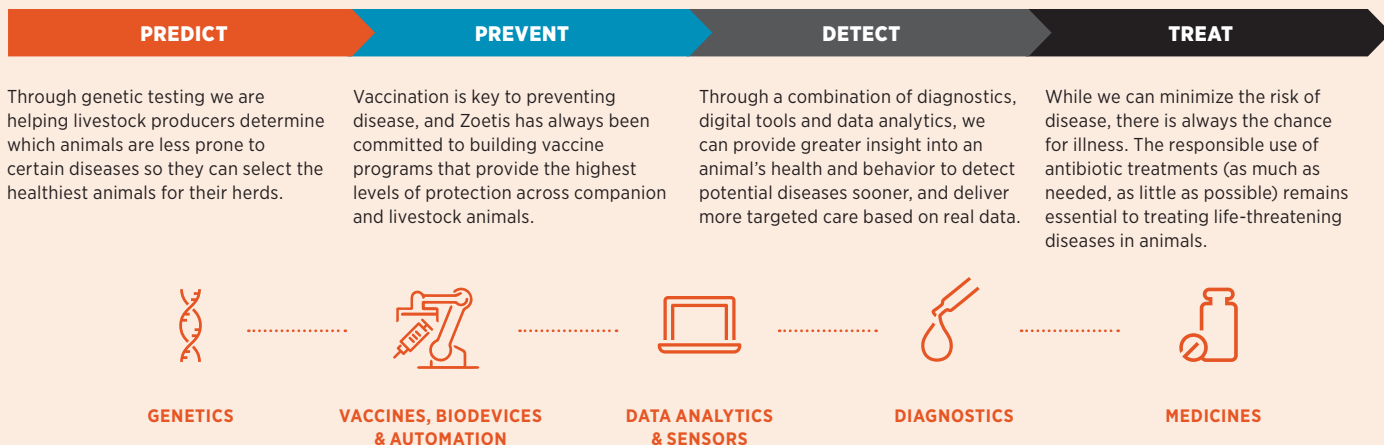 PREDICT
PREVENT
DETECT
TREAT
Through genetic testing we are
helping livestock producers determine
which animals are less prone to
certain diseases so they can select the
healthiest animals for their herds.
Vaccination is key to preventing
disease, and Zoetis has always been
committed to building vaccine
programs that provide the highest
levels of protection across companion
and livestock animals.
Through a combination of diagnostics,
digital tools and data analytics, we
can provide greater insight into an
animal’s health and behavior to detect
potential diseases sooner, and deliver
more targeted care based on real data.
While we can minimize the risk of
disease, there is always the chance
for illness. The responsible use of
antibiotic treatments (as much as
needed, as little as possible) remains
essential to treating life-threatening
diseases in animals.
GENETICS
VACCINES, BIODEVICES
& AUTOMATION
DATA ANALYTICS
& SENSORS
DIAGNOSTICS
MEDICINES